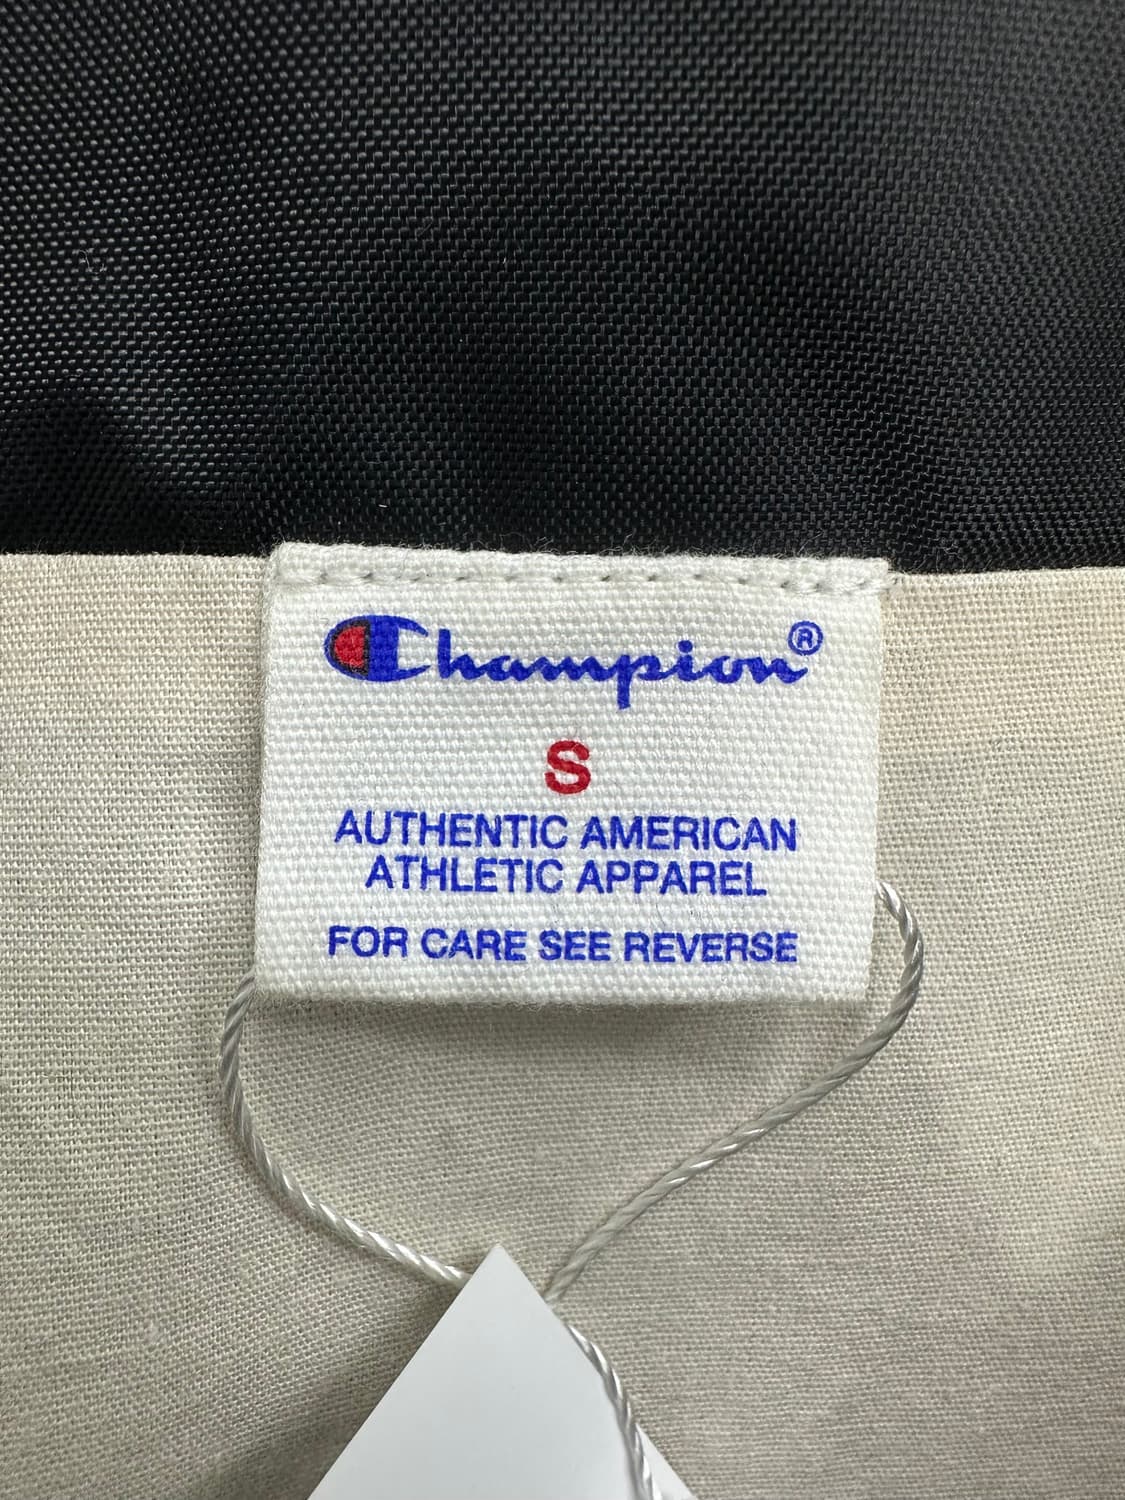 Champion®
S
AUTHENTIC AMERICAN
ATHLETIC APPAREL
FOR CARE SEE REVERSE